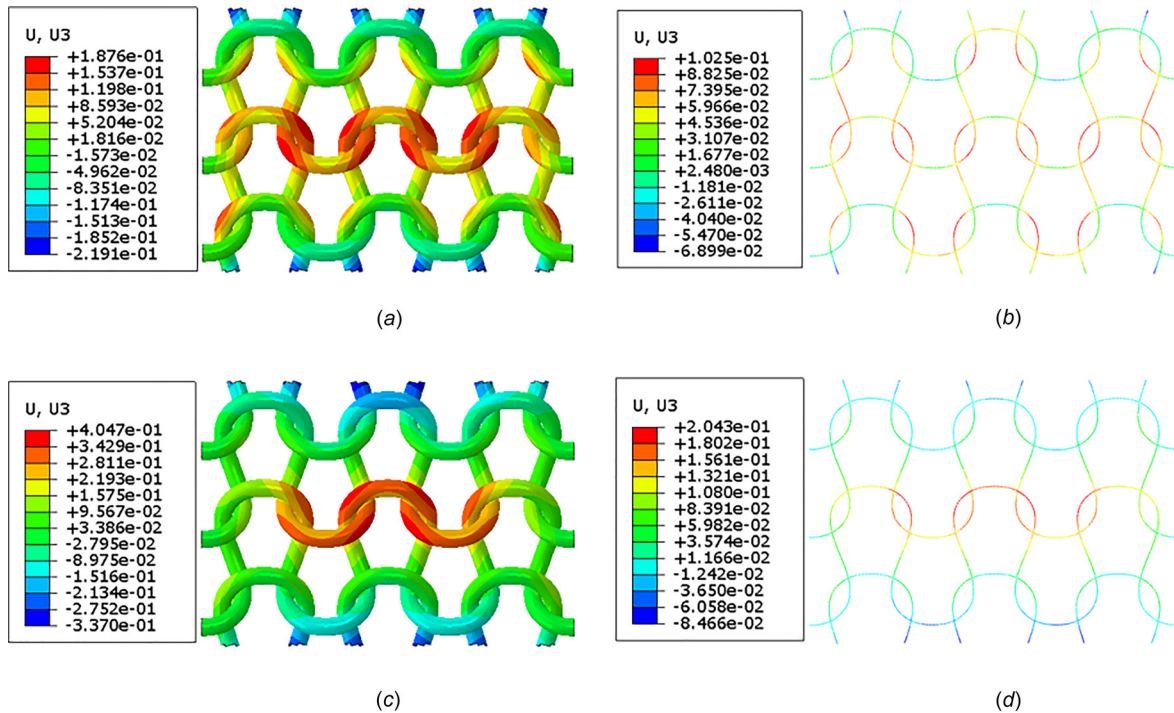 U, U3
+1.876e-01
+1.537e-01
+1.198e-01
+8.593e-02
+5.204e-02
+1.816e-02
-1.573e-02
-4.962e-02
-8.351e-02
-1.174e-01
-1.513e-01
-1.852e-01
-2.191e-01
(a)
U, U3
+1.025e-01
+8.825e-02
+7.395e-02
+5.966e-02
+4.536e-02
+3.107e-02
+1.677e-02
+2.480e-03
-1.181e-02
-2.611e-02
-4.040e-02
-5.470e-02
-6.899e-02
(b)
U, U3
+4.047e-01
+3.429e-01
+2.811e-01
+2.193e-01
+1.575e-01
+9.567e-02
+3.386e-02
-2.795e-02
-8.975e-02
-1.516e-01
-2.134e-01
-2.752e-01
-3.370e-01
(c)
U, U3
+2.043e-01
+1.802e-01
+1.561e-01
+1.321e-01
+1.080e-01
+8.391e-02
+5.982e-02
+3.574e-02
+1.166e-02
-1.242e-02
-3.650e-02
-6.058e-02
-8.466e-02
(d)